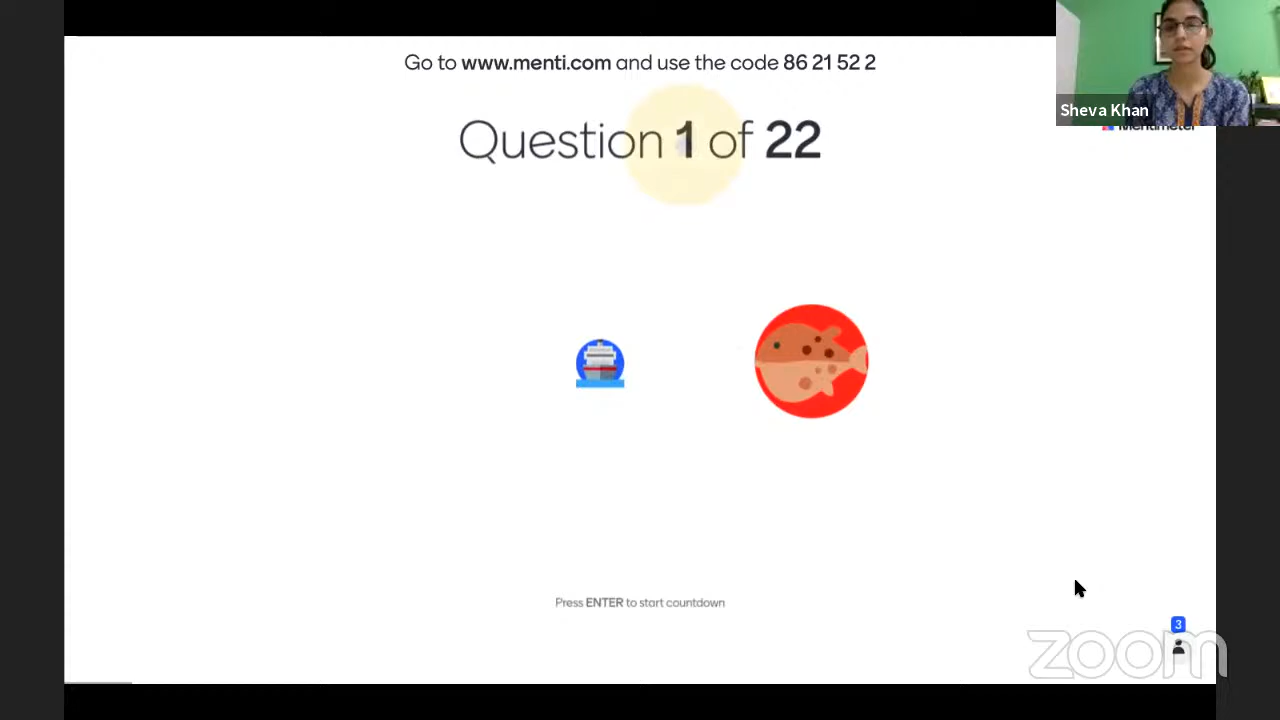 Go to www.menti.com and use the code 86 21 52 2
Sheva Khan
Mentimeter
Question 1 of 22
Press ENTER to start countdown
3
zoom